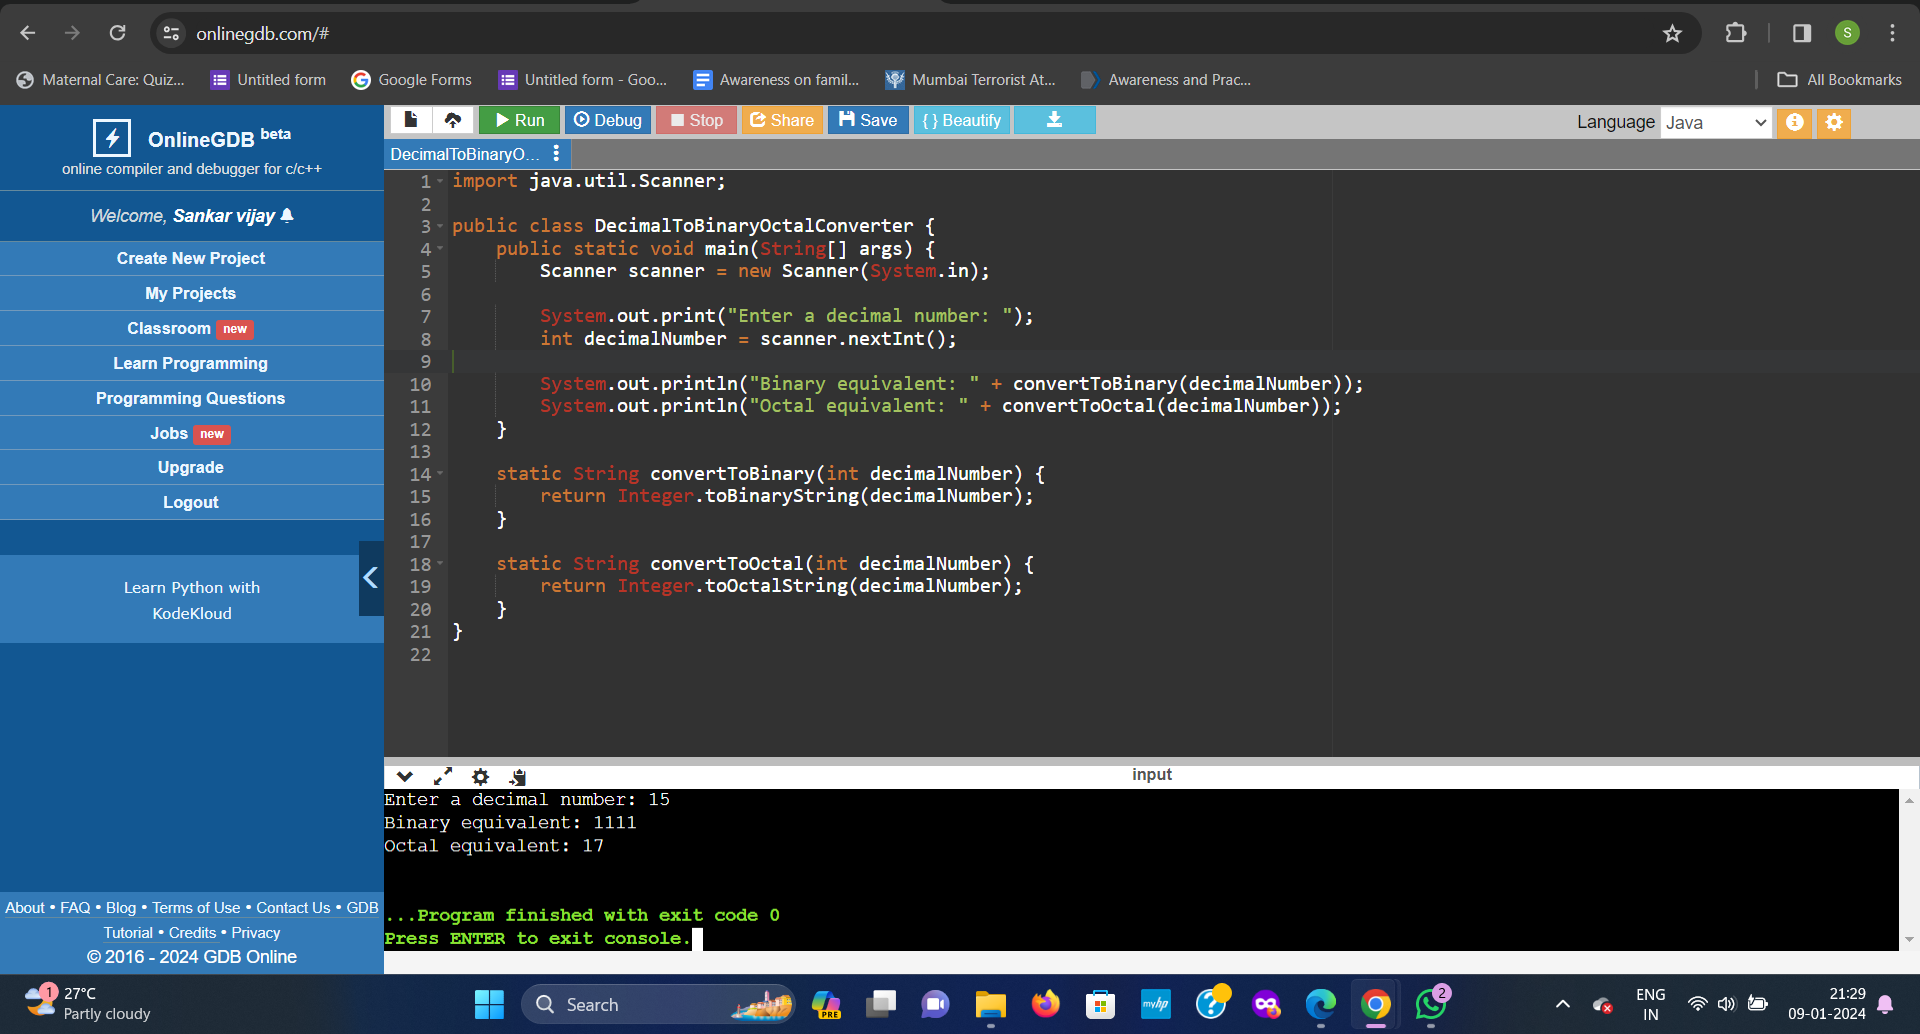 onlinegdb.com/#
S
Maternal Care: Quiz...
Untitled form
Google Forms
Untitled form - Goo...
Awareness on famil...
Mumbai Terrorist At...
Awareness and Prac...
All Bookmarks
OnlineGDB beta
online compiler and debugger for c/c++
Welcome, Sankar vijay
Create New Project
My Projects
Classroom new
Learn Programming
Programming Questions
Jobs new
Upgrade
Logout
Learn Python with
KodeKloud
About • FAQ • Blog • Terms of Use • Contact Us • GDB
Tutorial • Credits • Privacy
© 2016 - 2024 GDB Online
Run
Debug
Stop
Share
Save
{ } Beautify
Language Java
DecimalToBinaryO...
1 import java.util.Scanner;
2
3 public class DecimalToBinaryOctalConverter {
4     public static void main(String[] args) {
5         Scanner scanner = new Scanner(System.in);
6
7         System.out.print("Enter a decimal number: ");
8         int decimalNumber = scanner.nextInt();
9
10         System.out.println("Binary equivalent: " + convertToBinary(decimalNumber));
11         System.out.println("Octal equivalent: " + convertToOctal(decimalNumber));
12     }
13
14     static String convertToBinary(int decimalNumber) {
15         return Integer.toBinaryString(decimalNumber);
16     }
17
18     static String convertToOctal(int decimalNumber) {
19         return Integer.toOctalString(decimalNumber);
20     }
21 }
22
input
Enter a decimal number: 15
Binary equivalent: 1111
Octal equivalent: 17
...Program finished with exit code 0
Press ENTER to exit console.
1
27°C
Partly cloudy
Search
PRE
myhp
2
ENG
IN
21:29
09-01-2024